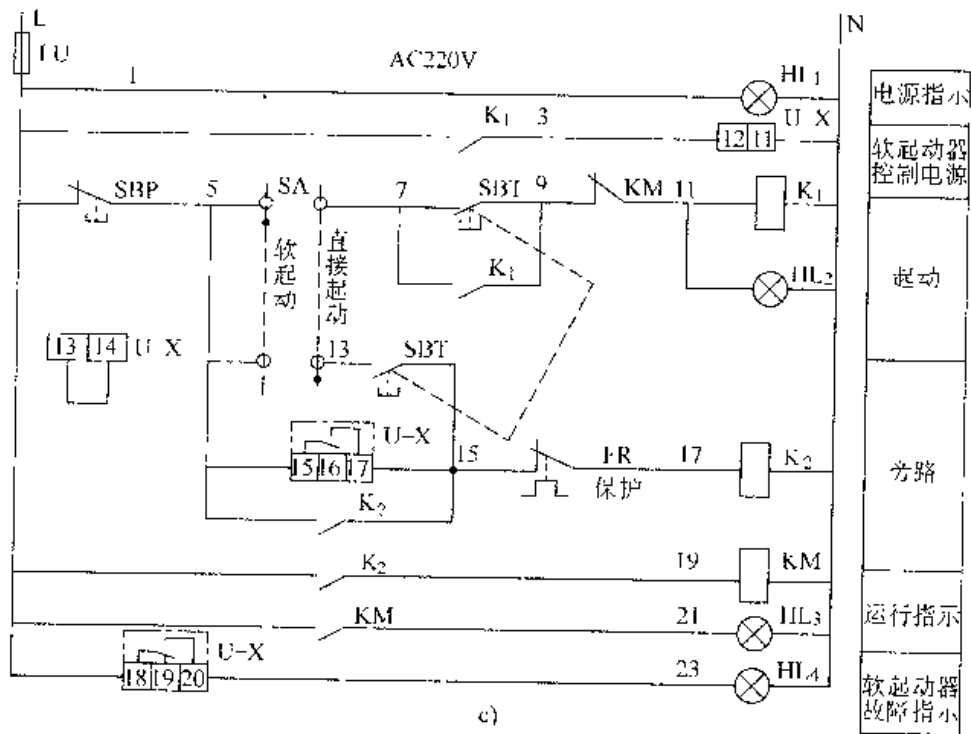 L
N
FU
1
AC220V
HL1
电源指示
K1
3
U-X
12 11
软起动器
控制电源
SBP
5
SA
7
SBT
9
KM
11
K1
软起动
直接起动
K1
HL2
起动
13 14
U-X
13
SBT
U-X
15 16 17
15
FR
17
K2
保护
旁路
K2
K2
19
KM
KM
21
HL3
运行指示
U-X
18 19 20
23
HL4
软起动器
故障指示
c)